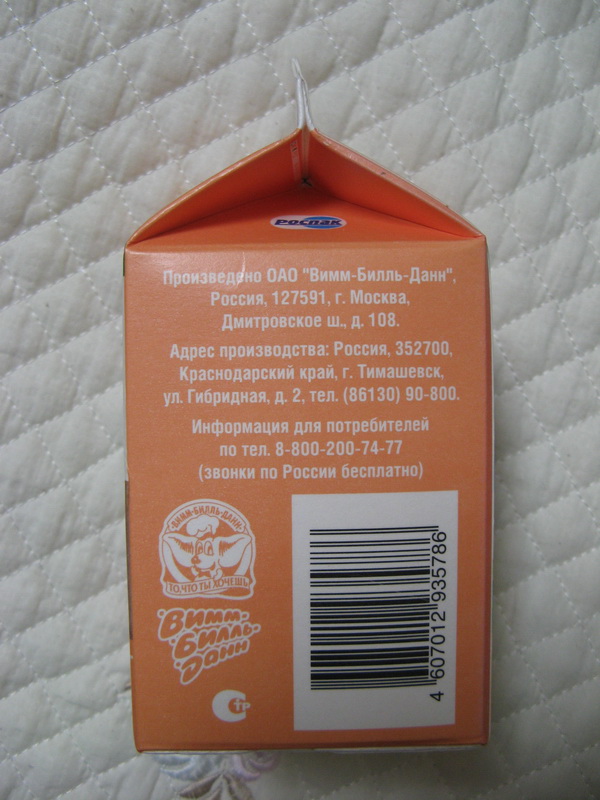 РОСПАК
Произведено ОАО "Вимм-Билль-Данн",
Россия, 127591, г. Москва,
Дмитровское ш., д. 108.
Адрес производства: Россия, 352700,
Краснодарский край, г. Тимашевск,
ул. Гибридная, д. 2, тел. (86130) 90-800.
Информация для потребителей
по тел. 8-800-200-74-77
(звонки по России бесплатно)
·ВИММ-БИЛЛЬ-ДАНН·
ТО, ЧТО ТЫ ХОЧЕШЬ
Вимм-
Билль-
Данн
СТР
4 607012 935786